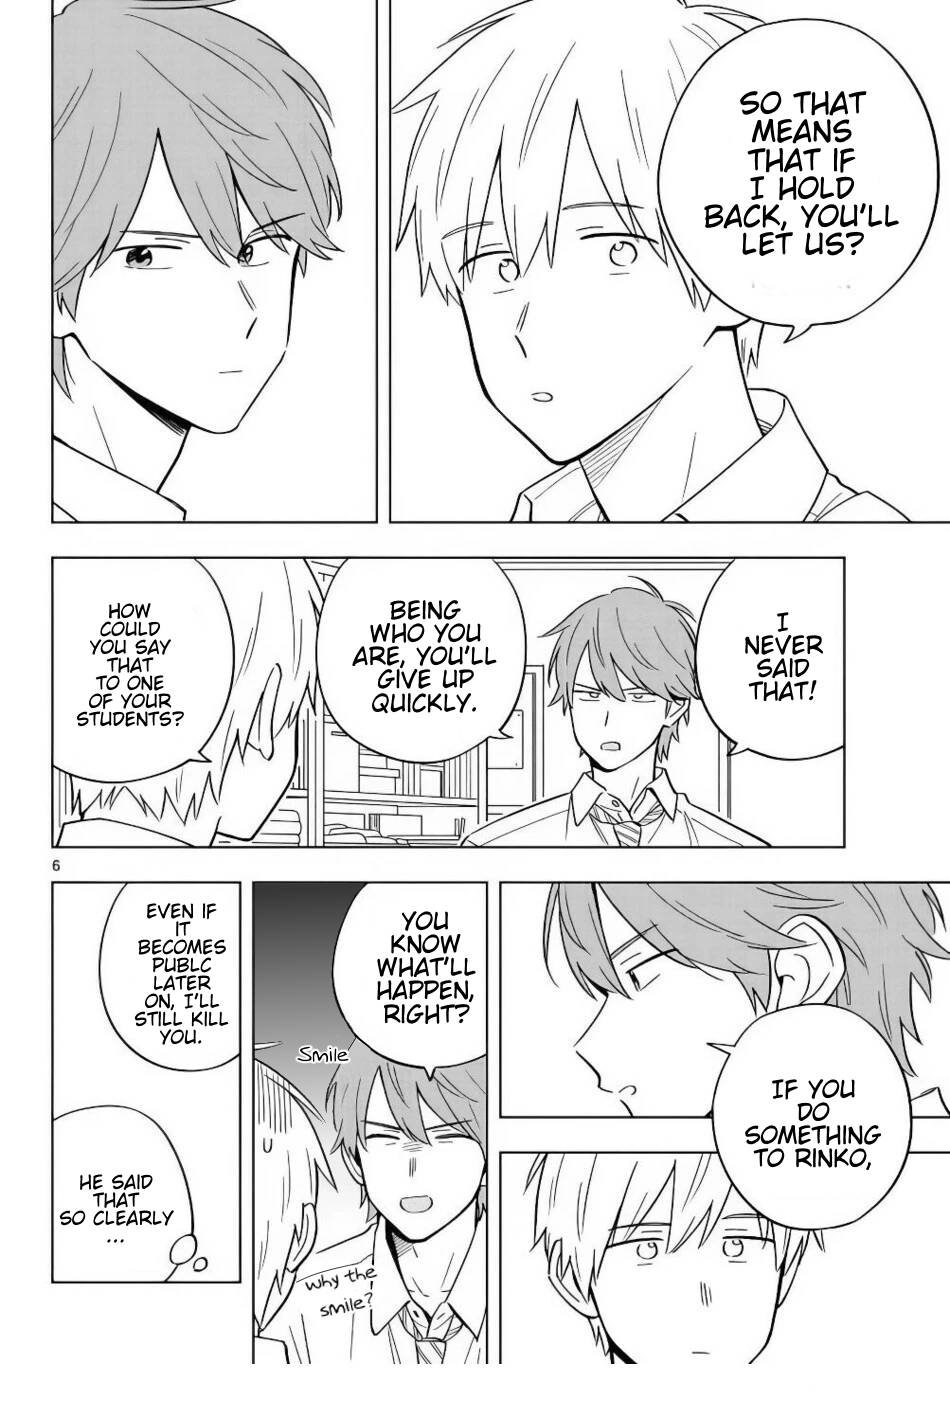 SO THAT
MEANS
THAT IF
I HOLD
BACK, YOU'LL
LET US?
I
NEVER
SAID
THAT!
BEING
WHO YOU
ARE, YOU'LL
GIVE UP
QUICKLY.
HOW
COULD
YOU SAY
THAT
TO ONE
OF YOUR
STUDENTS?
6
IF YOU
DO
SOMETHING
TO RINKO,
YOU
KNOW
WHAT'LL
HAPPEN,
RIGHT?
Smile
why the
smile?
EVEN IF
IT
BECOMES
PUBLC
LATER
ON, I'LL
STILL KILL
YOU.
HE SAID
THAT
SO CLEARLY
...